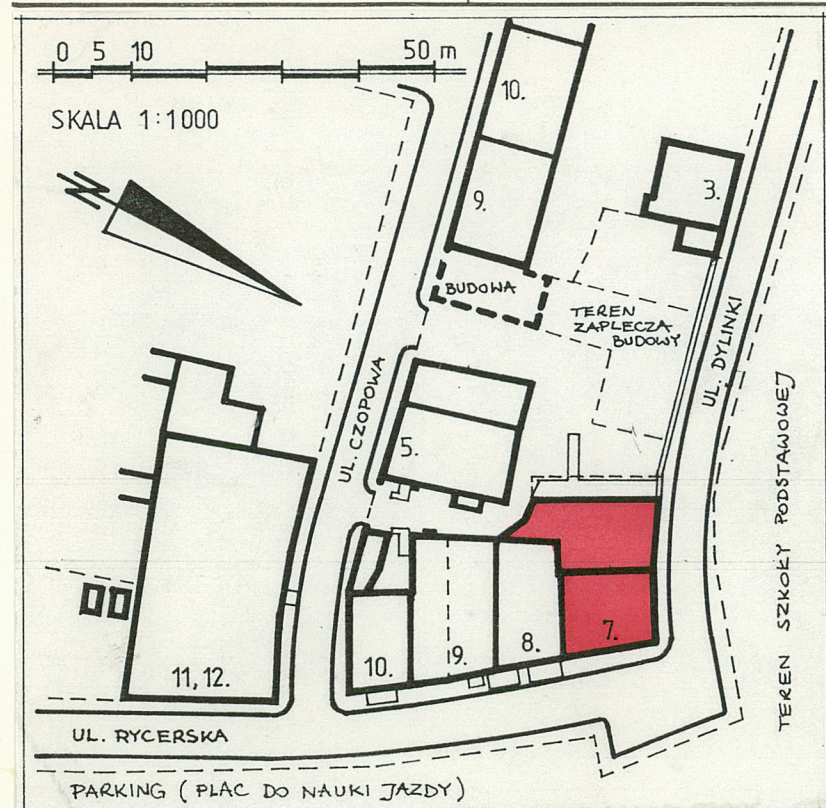 0 5 10 50 m
SKALA 1:1000
N
10.
9.
3.
BUDOWA
TEREN
ZAPLECZA
BUDOWY
UL. DYLINKI
UL. CZOPOWA
5.
TEREN SZKOŁY PODSTAWOWEJ
11, 12.
10.
9.
8.
7.
UL. RYCERSKA
PARKING (PLAC DO NAUKI JAZDY)